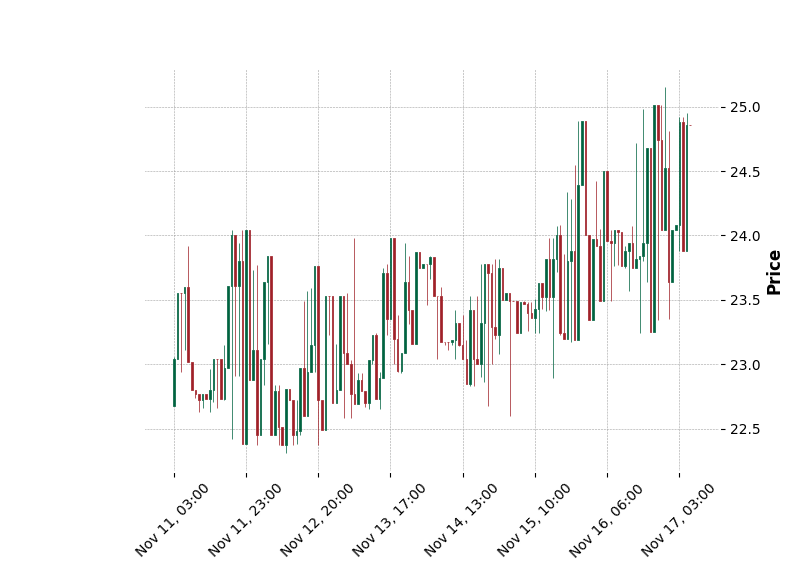 25.0
24.5
24.0
23.5
23.0
22.5
Price
Nov 11, 03:00
Nov 11, 23:00
Nov 12, 20:00
Nov 13, 17:00
Nov 14, 13:00
Nov 15, 10:00
Nov 16, 06:00
Nov 17, 03:00